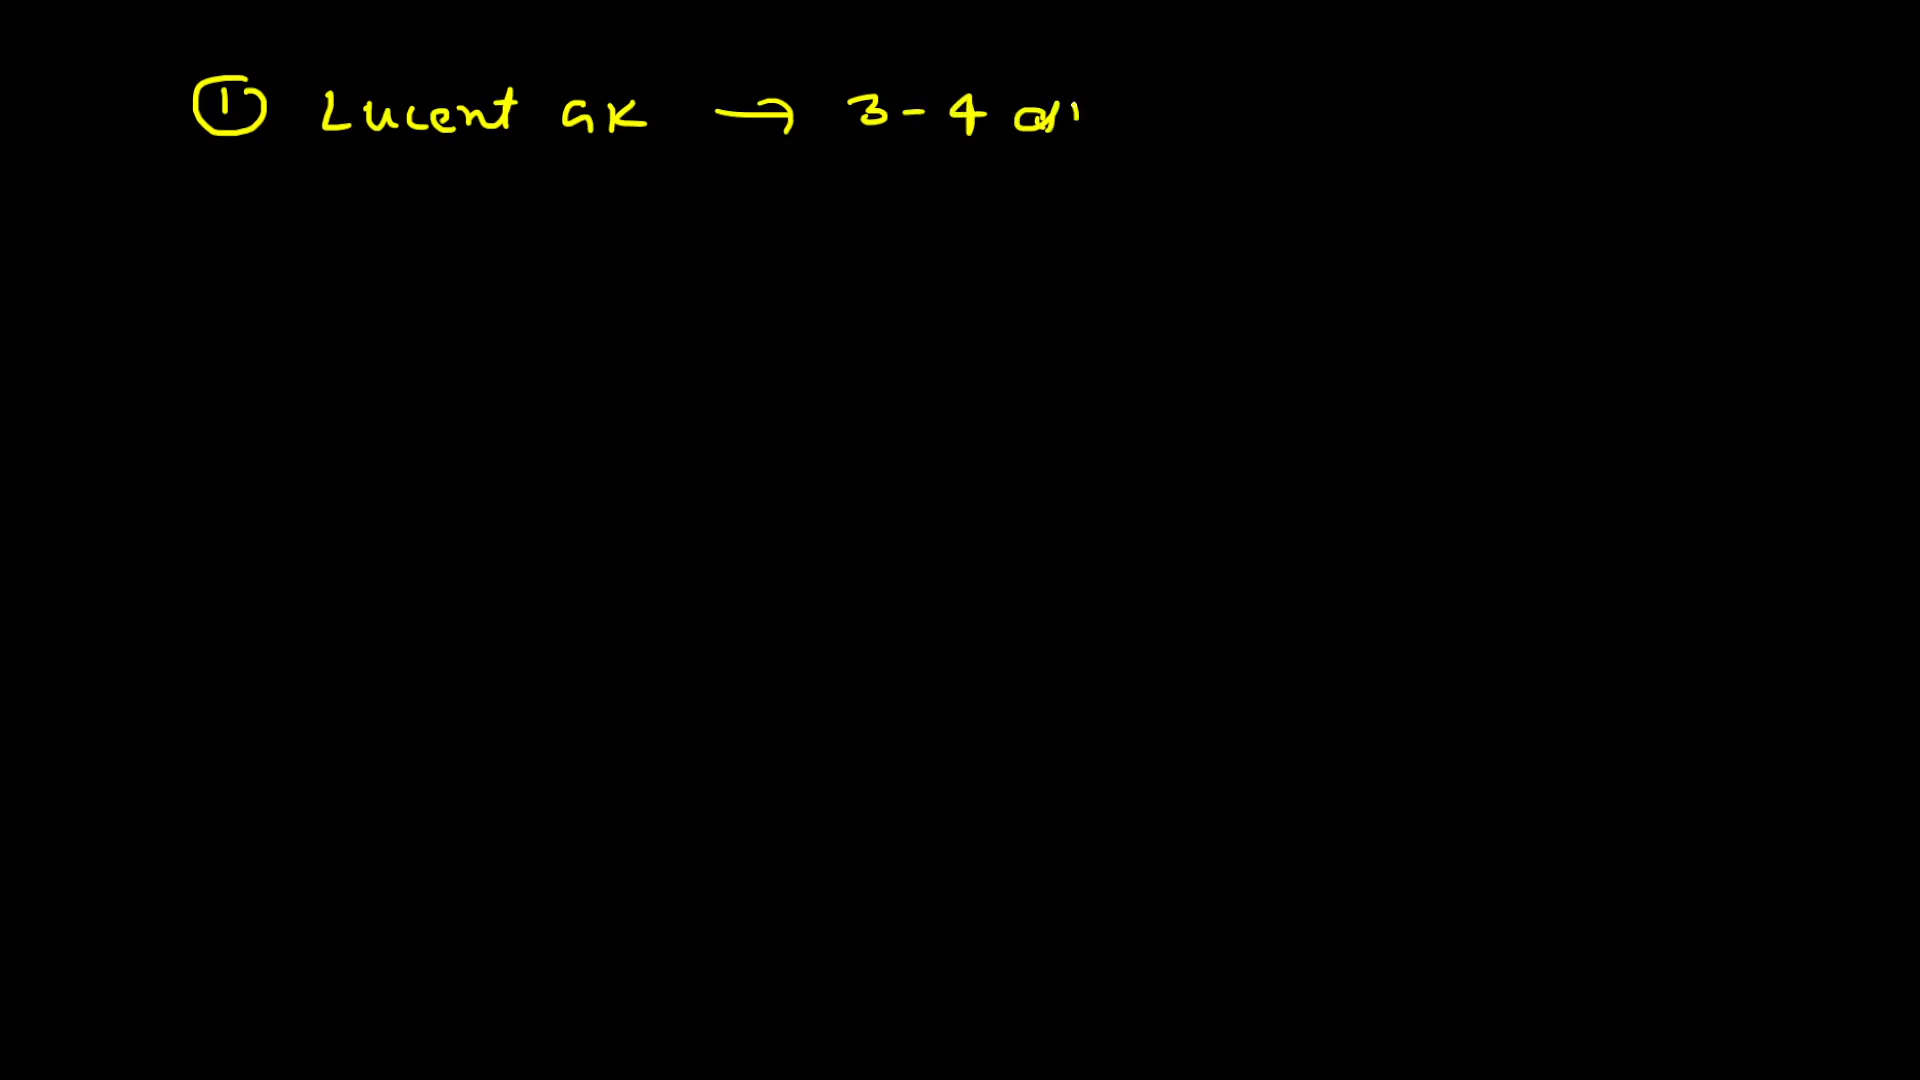 ① Lucent GK → 3-4